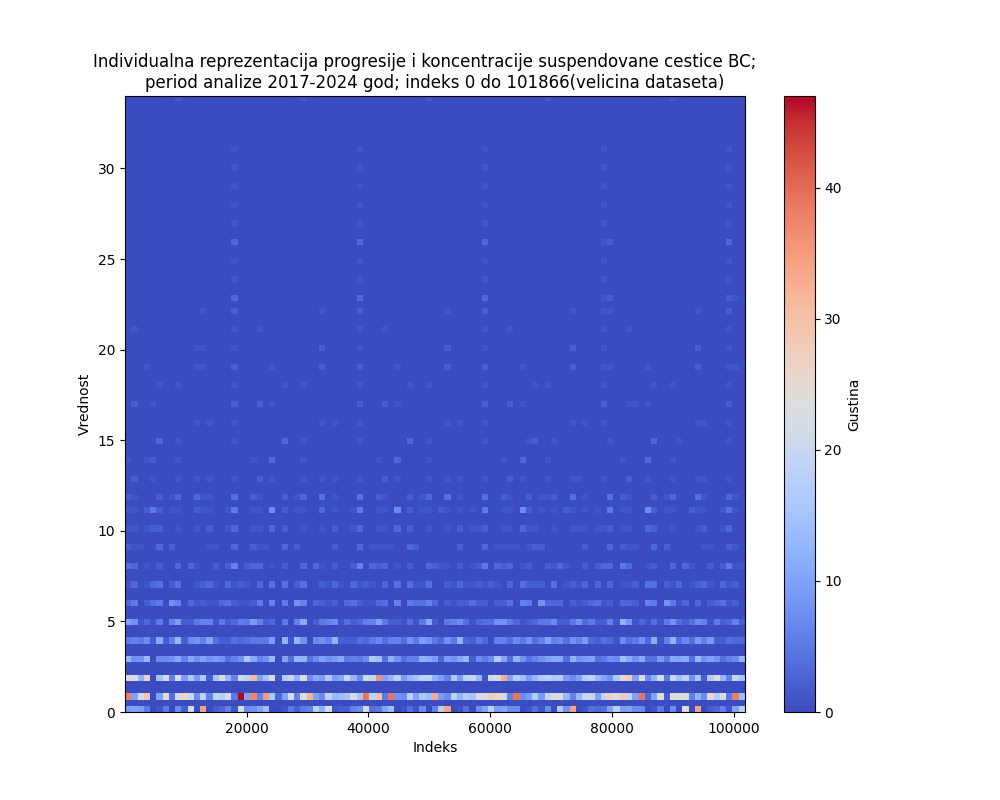 Individualna reprezentacija progresije i koncentracije suspendovane cestice BC;
period analize 2017-2024 god; indeks 0 do 101866(velicina dataseta)
30
25
20
15
10
5
0
Vrednost
20000 40000 60000 80000 100000
Indeks
40
30
20
10
0
Gustina